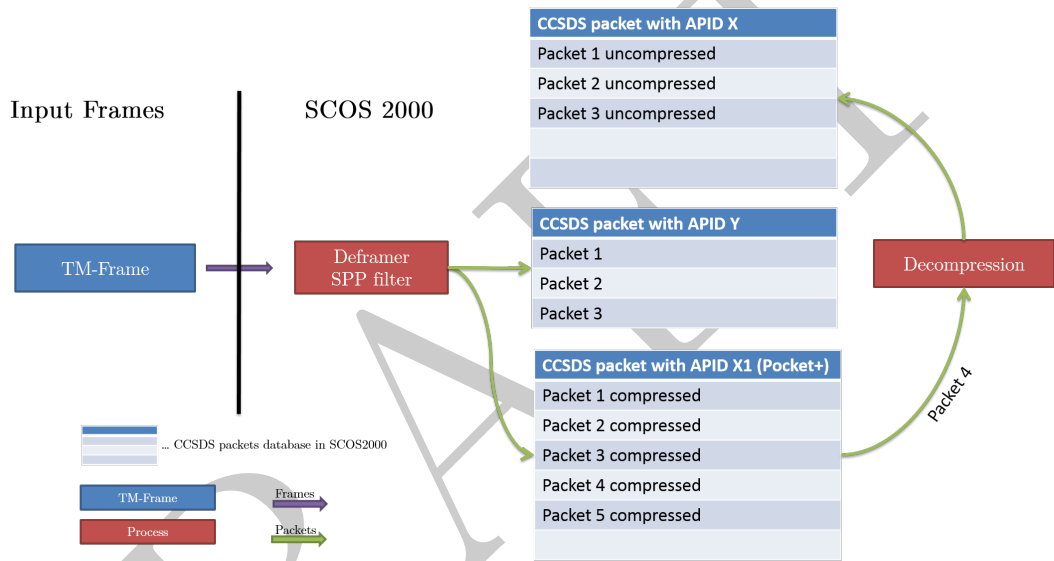 Input Frames
SCOS 2000
TM-Frame
Deframer
SPP filter
CCSDS packet with APID X
Packet 1 uncompressed
Packet 2 uncompressed
Packet 3 uncompressed
CCSDS packet with APID Y
Packet 1
Packet 2
Packet 3
CCSDS packet with APID X1 (Pocket+)
Packet 1 compressed
Packet 2 compressed
Packet 3 compressed
Packet 4 compressed
Packet 5 compressed
Decompression
Packet 4
... CCSDS packets database in SCOS2000
TM-Frame
Frames
Process
Packets